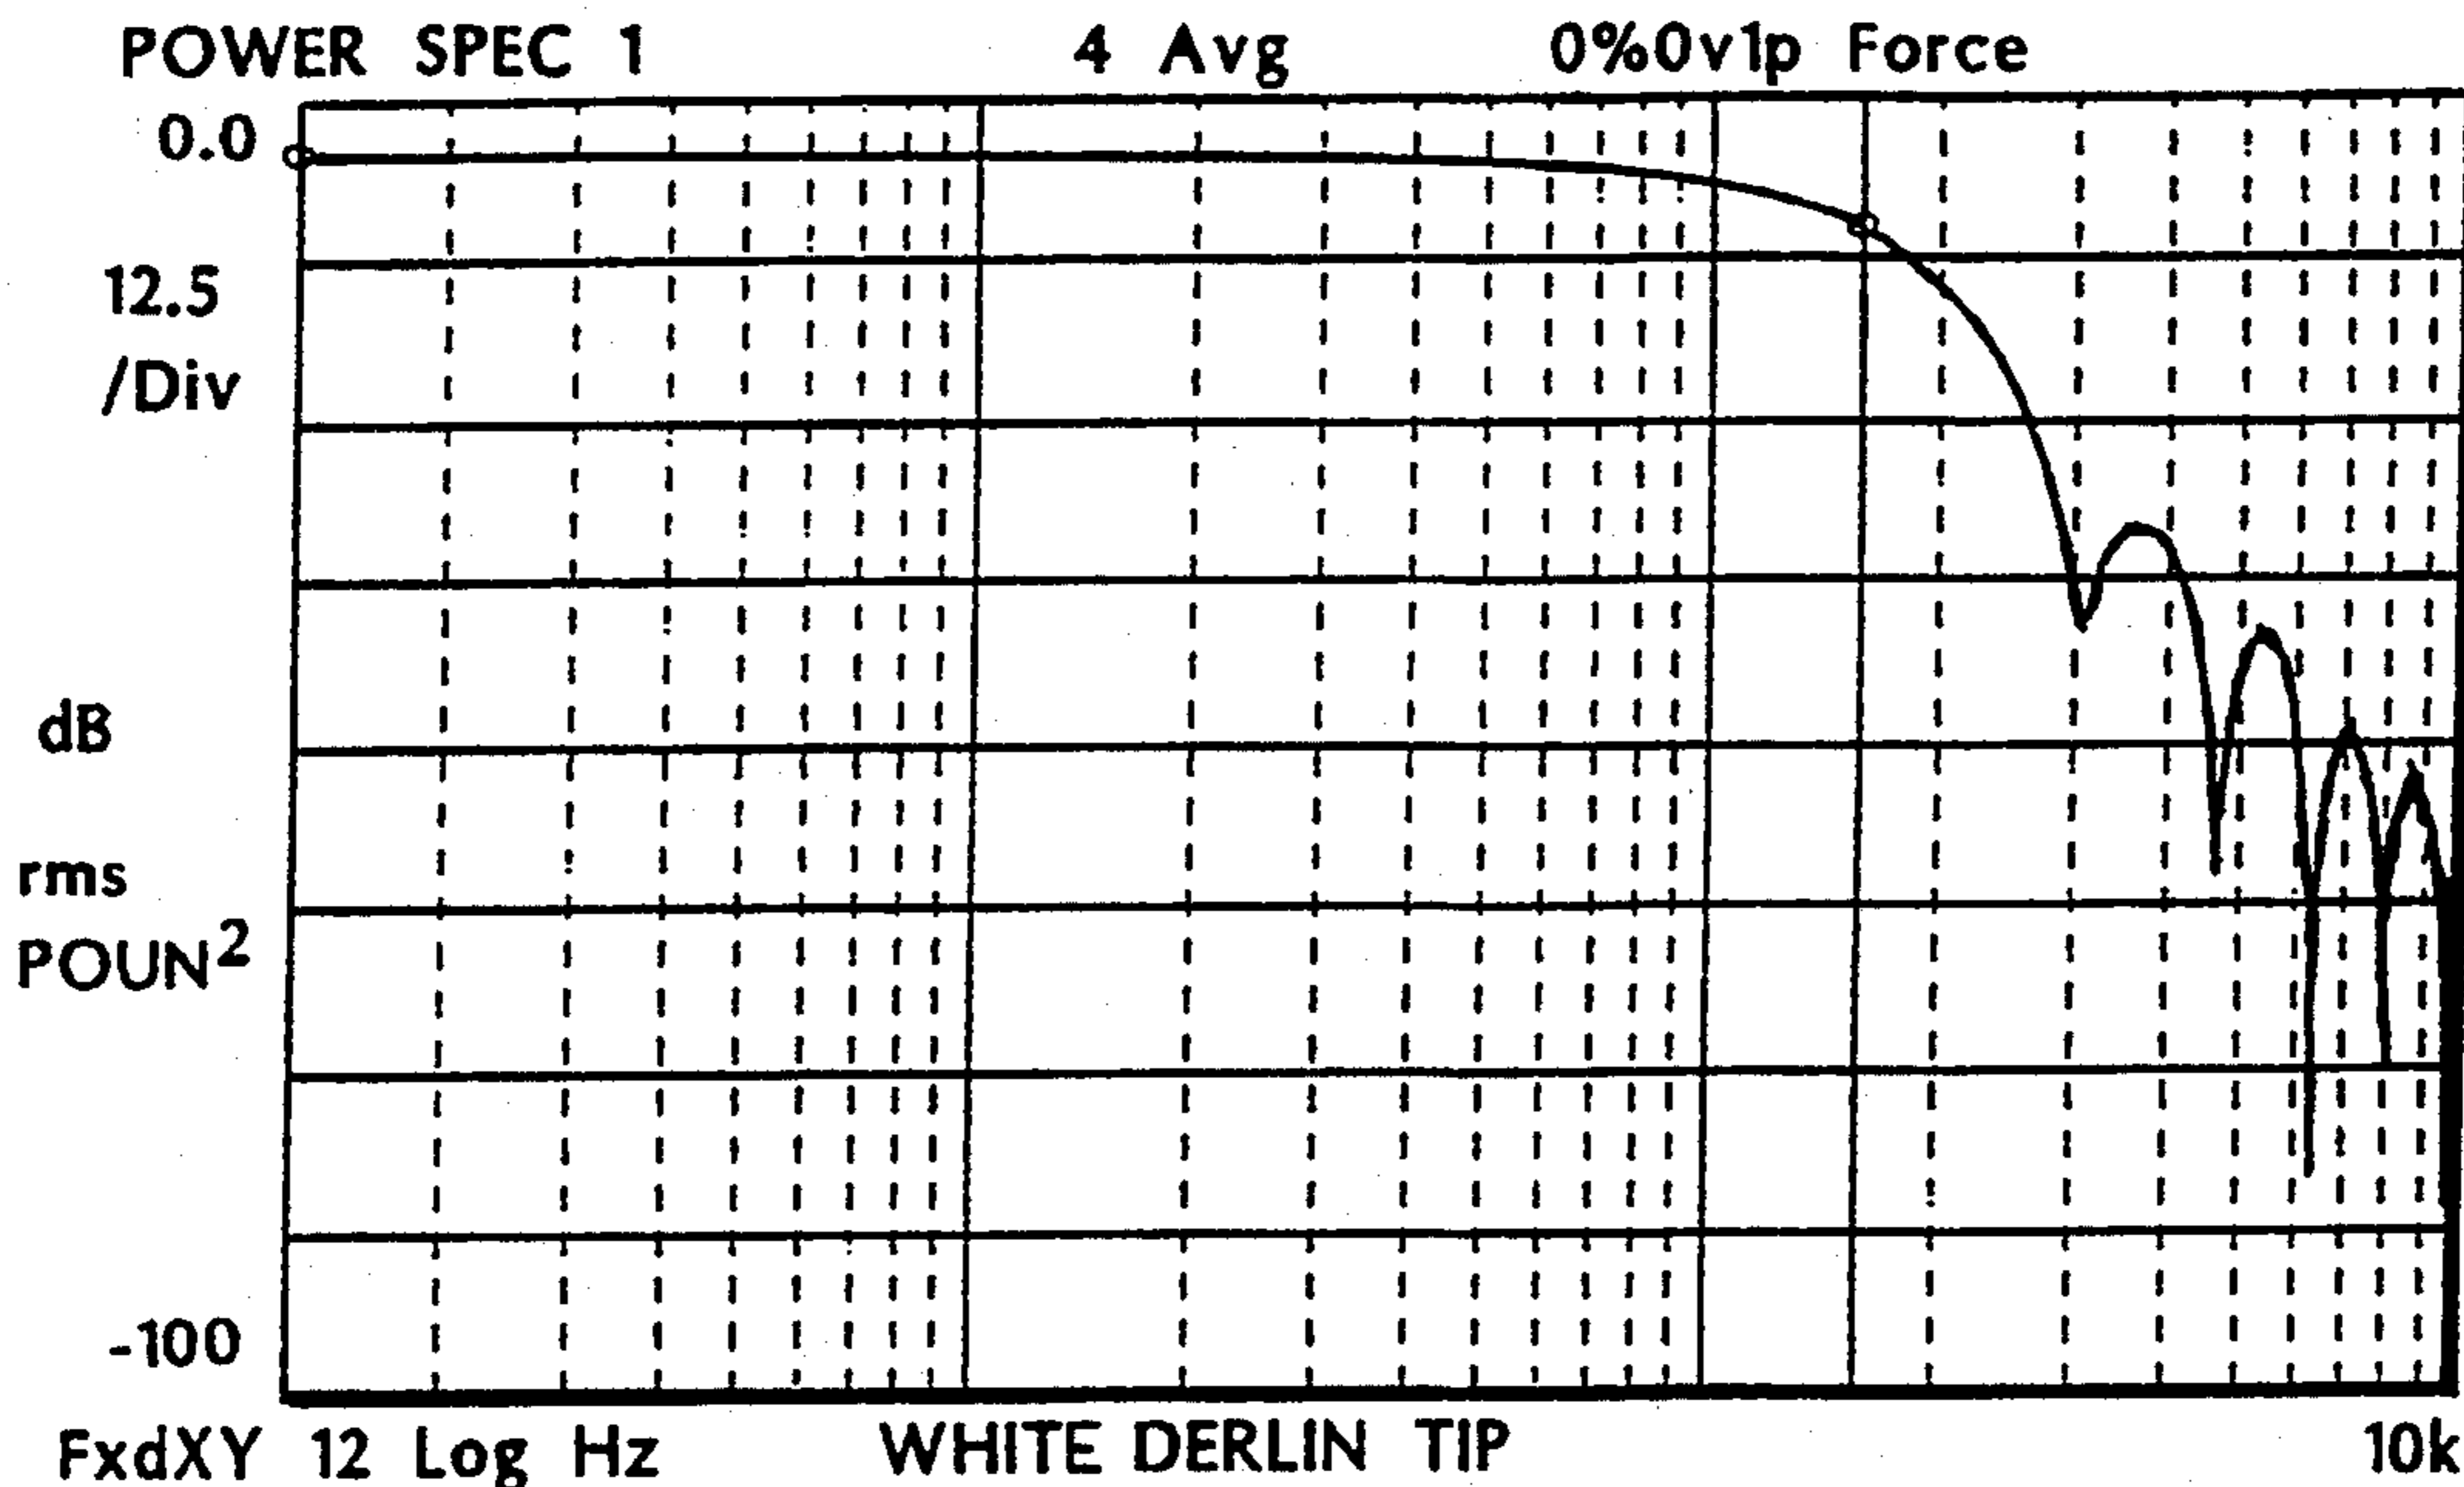 POWER SPEC 1 4 Avg 0%0v1p Force
0.0
12.5
/Div
dB
rms
POUN²
-100
FxdXY 12 Log Hz WHITE DERLIN TIP 10k